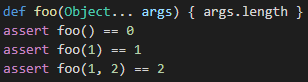 def foo(Object... args) { args.length }
assert foo() == 0
assert foo(1) == 1
assert foo(1, 2) == 2